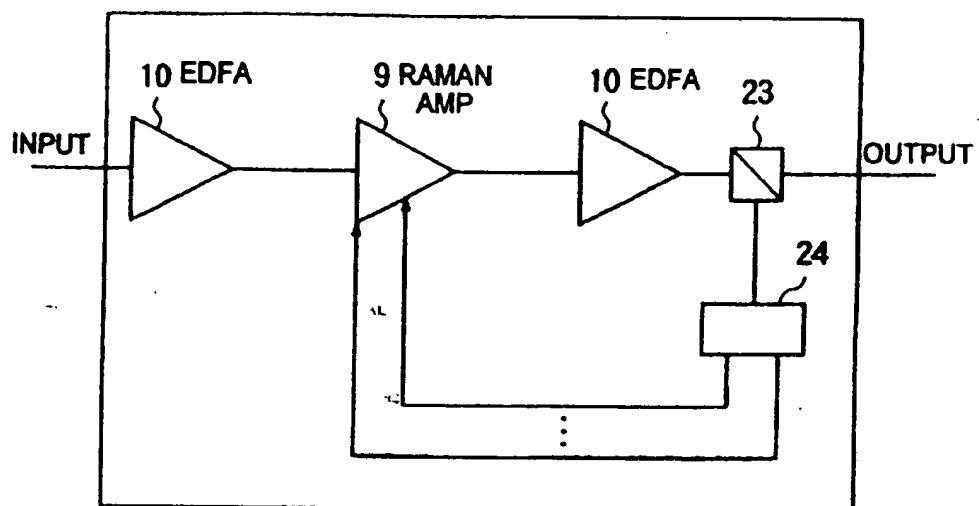 10 EDFA
9 RAMAN
AMP
10 EDFA
23
INPUT
OUTPUT
24